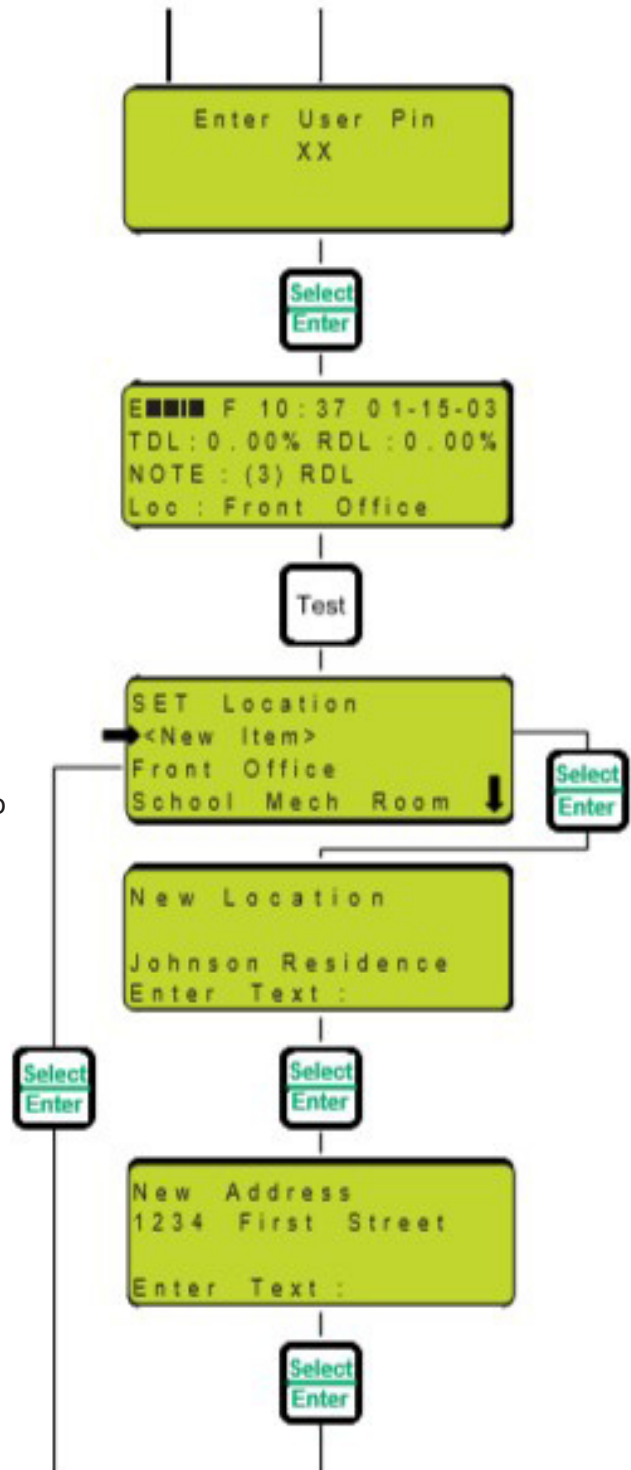 Enter User Pin
XX
Select
Enter
E F 10:37 01-15-03
TDL:0.00% RDL:0.00%
NOTE: (3) RDL
Loc: Front Office
Test
SET Location
<New Item>
Front Office
School Mech Room
Select
Enter
New Location
Johnson Residence
Enter Text:
Select
Enter
Select
Enter
New Address
1234 First Street
Enter Text:
Select
Enter